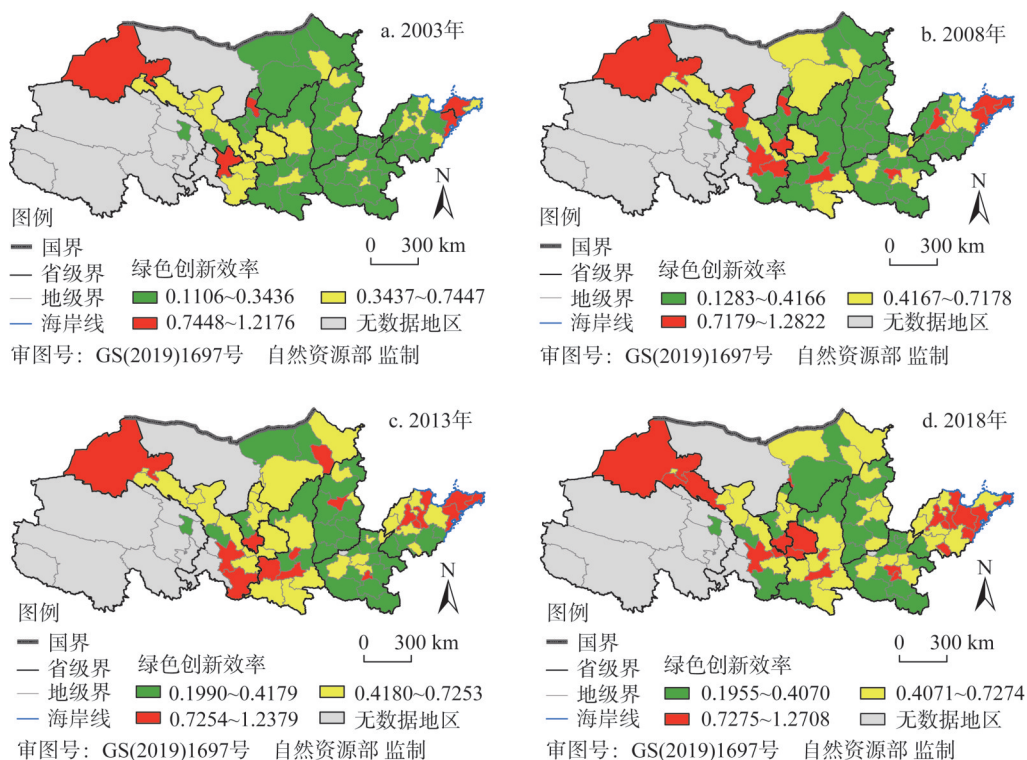 a. 2003年
N
图例
0 300 km
国界
省级界 绿色创新效率
地级界 0.1106~0.3436 0.3437~0.7447
海岸线 0.7448~1.2176 无数据地区
审图号：GS(2019)1697号 自然资源部 监制
b. 2008年
N
图例
0 300 km
国界
省级界 绿色创新效率
地级界 0.1283~0.4166 0.4167~0.7178
海岸线 0.7179~1.2822 无数据地区
审图号：GS(2019)1697号 自然资源部 监制
c. 2013年
N
图例
0 300 km
国界
省级界 绿色创新效率
地级界 0.1990~0.4179 0.4180~0.7253
海岸线 0.7254~1.2379 无数据地区
审图号：GS(2019)1697号 自然资源部 监制
d. 2018年
N
图例
0 300 km
国界
省级界 绿色创新效率
地级界 0.1955~0.4070 0.4071~0.7274
海岸线 0.7275~1.2708 无数据地区
审图号：GS(2019)1697号 自然资源部 监制